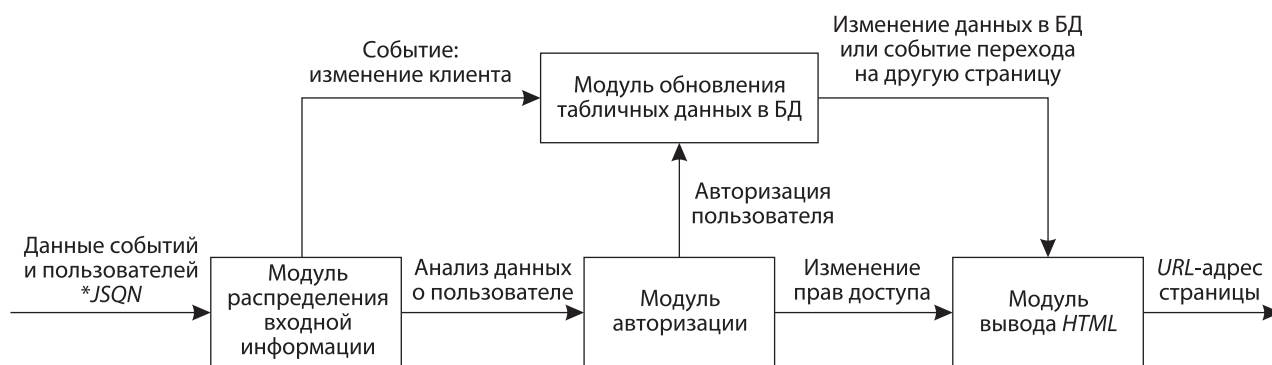 Событие:
изменение клиента
Модуль обновления
табличных данных в БД
Изменение данных в БД
или событие перехода
на другую страницу
Авторизация
пользователя
Данные событий
и пользователей
*JSQN
Модуль
распределения
входной
информации
Анализ данных
о пользователе
Модуль
авторизации
Изменение
прав доступа
Модуль
вывода HTML
URL-адрес
страницы